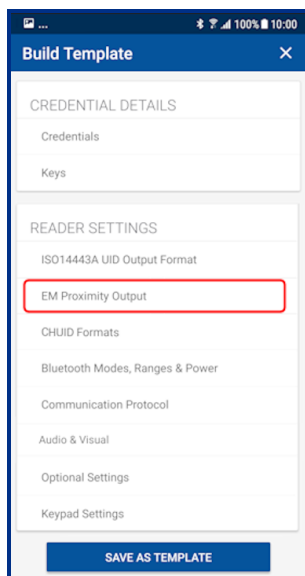 ... 100% 10:00
Build Template ×
CREDENTIAL DETAILS
Credentials
Keys
READER SETTINGS
ISO14443A UID Output Format
EM Proximity Output
CHUID Formats
Bluetooth Modes, Ranges & Power
Communication Protocol
Audio & Visual
Optional Settings
Keypad Settings
SAVE AS TEMPLATE